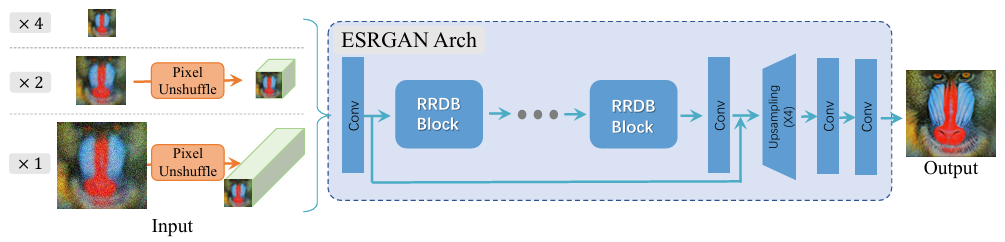 × 4
× 2
Pixel
Unshuffle
× 1
Pixel
Unshuffle
Input
ESRGAN Arch
Conv
RRDB
Block
RRDB
Block
Conv
Upsampling
(X4)
Conv
Conv
Output